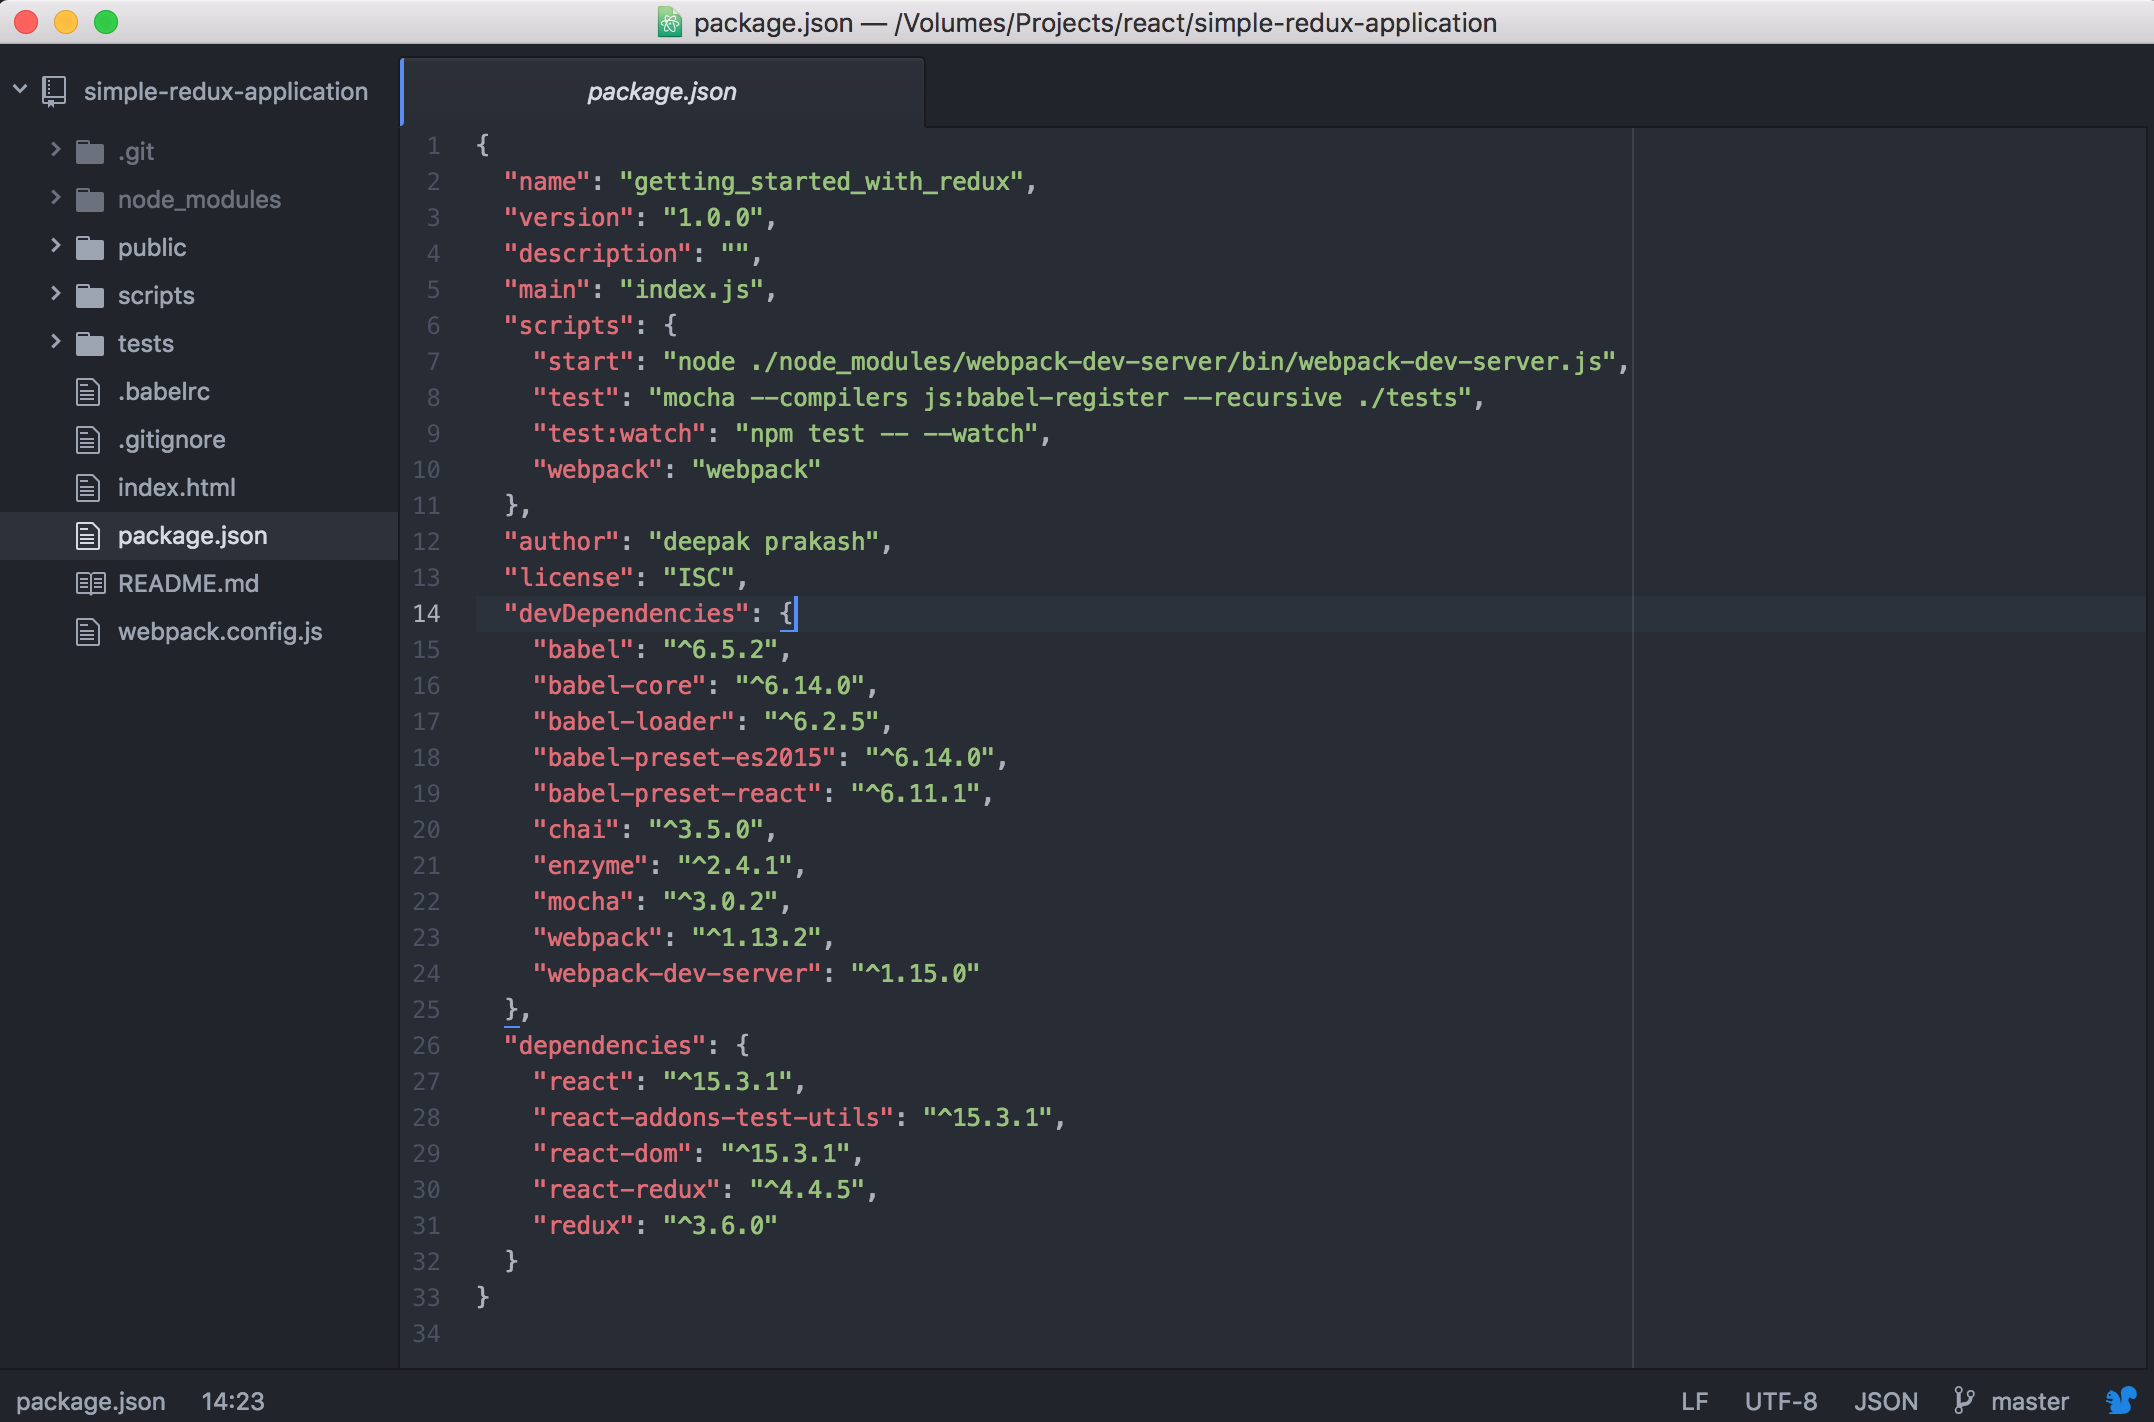 package.json — /Volumes/Projects/react/simple-redux-application
simple-redux-application
.git
node_modules
public
scripts
tests
.babelrc
.gitignore
index.html
package.json
README.md
webpack.config.js
package.json
1 {
2   "name": "getting_started_with_redux",
3   "version": "1.0.0",
4   "description": "",
5   "main": "index.js",
6   "scripts": {
7     "start": "node ./node_modules/webpack-dev-server/bin/webpack-dev-server.js",
8     "test": "mocha --compilers js:babel-register --recursive ./tests",
9     "test:watch": "npm test -- --watch",
10     "webpack": "webpack"
11   },
12   "author": "deepak prakash",
13   "license": "ISC",
14   "devDependencies": {
15     "babel": "^6.5.2",
16     "babel-core": "^6.14.0",
17     "babel-loader": "^6.2.5",
18     "babel-preset-es2015": "^6.14.0",
19     "babel-preset-react": "^6.11.1",
20     "chai": "^3.5.0",
21     "enzyme": "^2.4.1",
22     "mocha": "^3.0.2",
23     "webpack": "^1.13.2",
24     "webpack-dev-server": "^1.15.0"
25   },
26   "dependencies": {
27     "react": "^15.3.1",
28     "react-addons-test-utils": "^15.3.1",
29     "react-dom": "^15.3.1",
30     "react-redux": "^4.4.5",
31     "redux": "^3.6.0"
32   }
33 }
34
package.json 14:23 LF UTF-8 JSON master